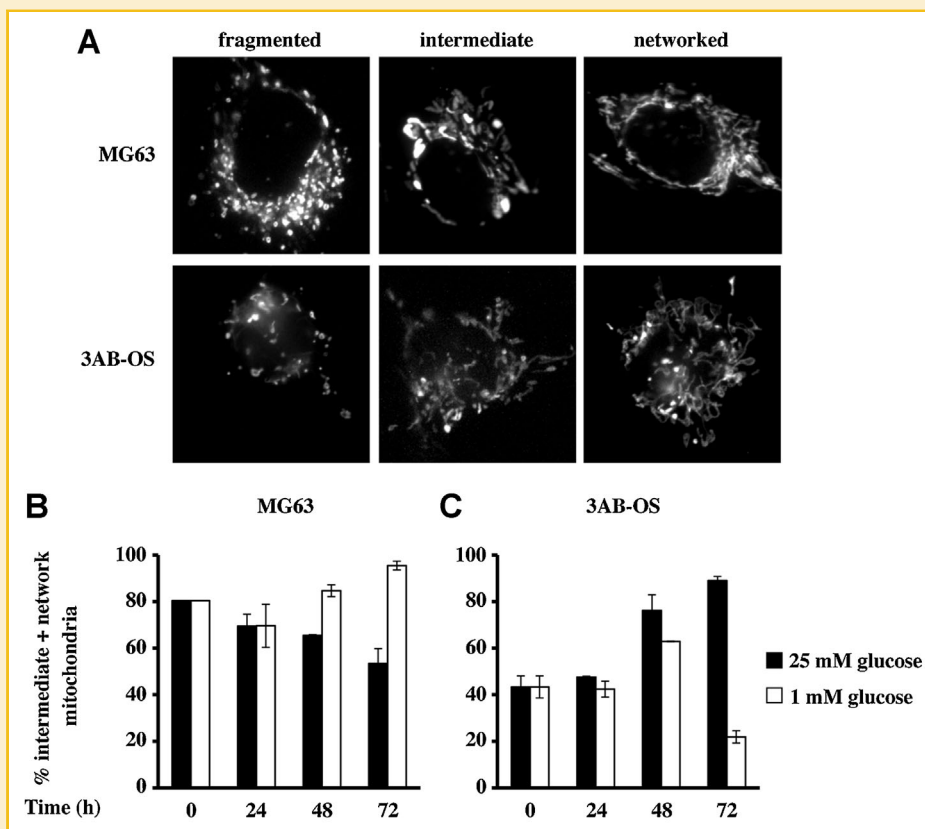 A
fragmented intermediate networked
MG63
3AB-OS
B MG63
C 3AB-OS
% intermediate + network
mitochondria
100
80
60
40
20
0
Time (h) 0 24 48 72
100
80
60
40
20
0
0 24 48 72
25 mM glucose
1 mM glucose